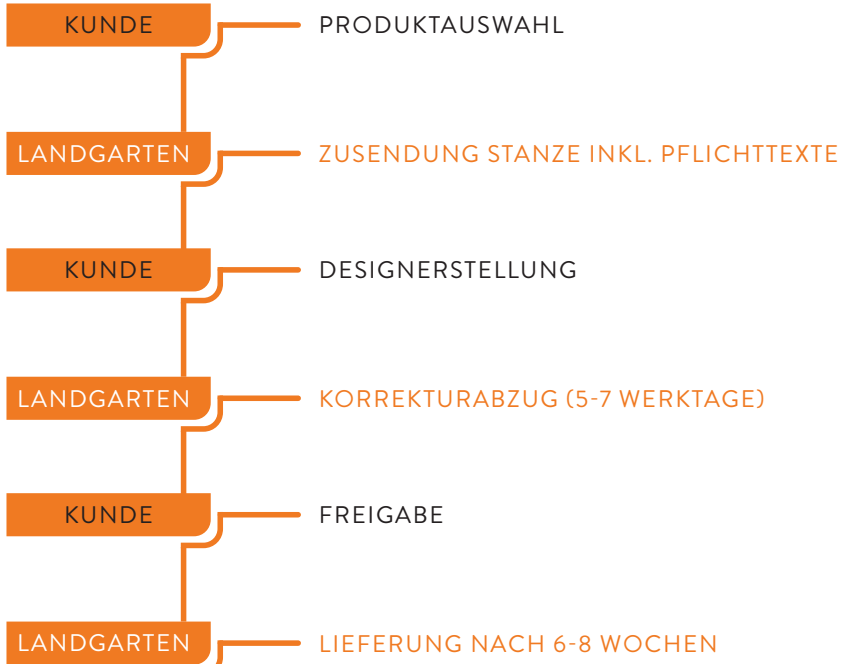 KUNDE PRODUKTAUSWAHL
LANDGARTEN ZUSENDUNG STANZE INKL. PFLICHTTEXTE
KUNDE DESIGNERSTELLUNG
LANDGARTEN KORREKTURABZUG (5-7 WERKTAGE)
KUNDE FREIGABE
LANDGARTEN LIEFERUNG NACH 6-8 WOCHEN